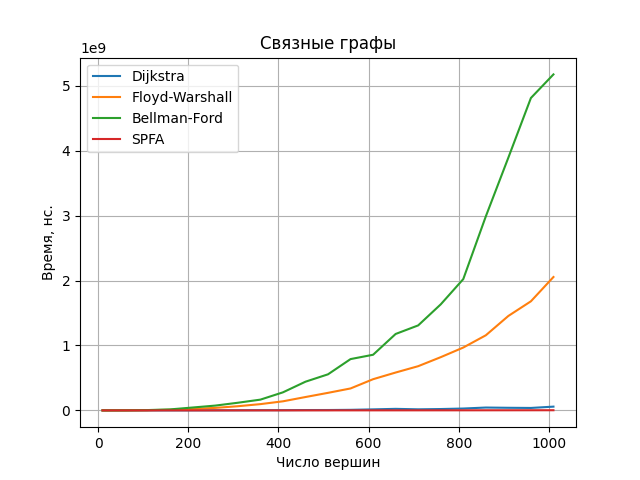 Связные графы
1e9
Dijkstra
Floyd-Warshall
Bellman-Ford
SPFA
5
4
3
2
1
0
Время, нс.
0 200 400 600 800 1000
Число вершин